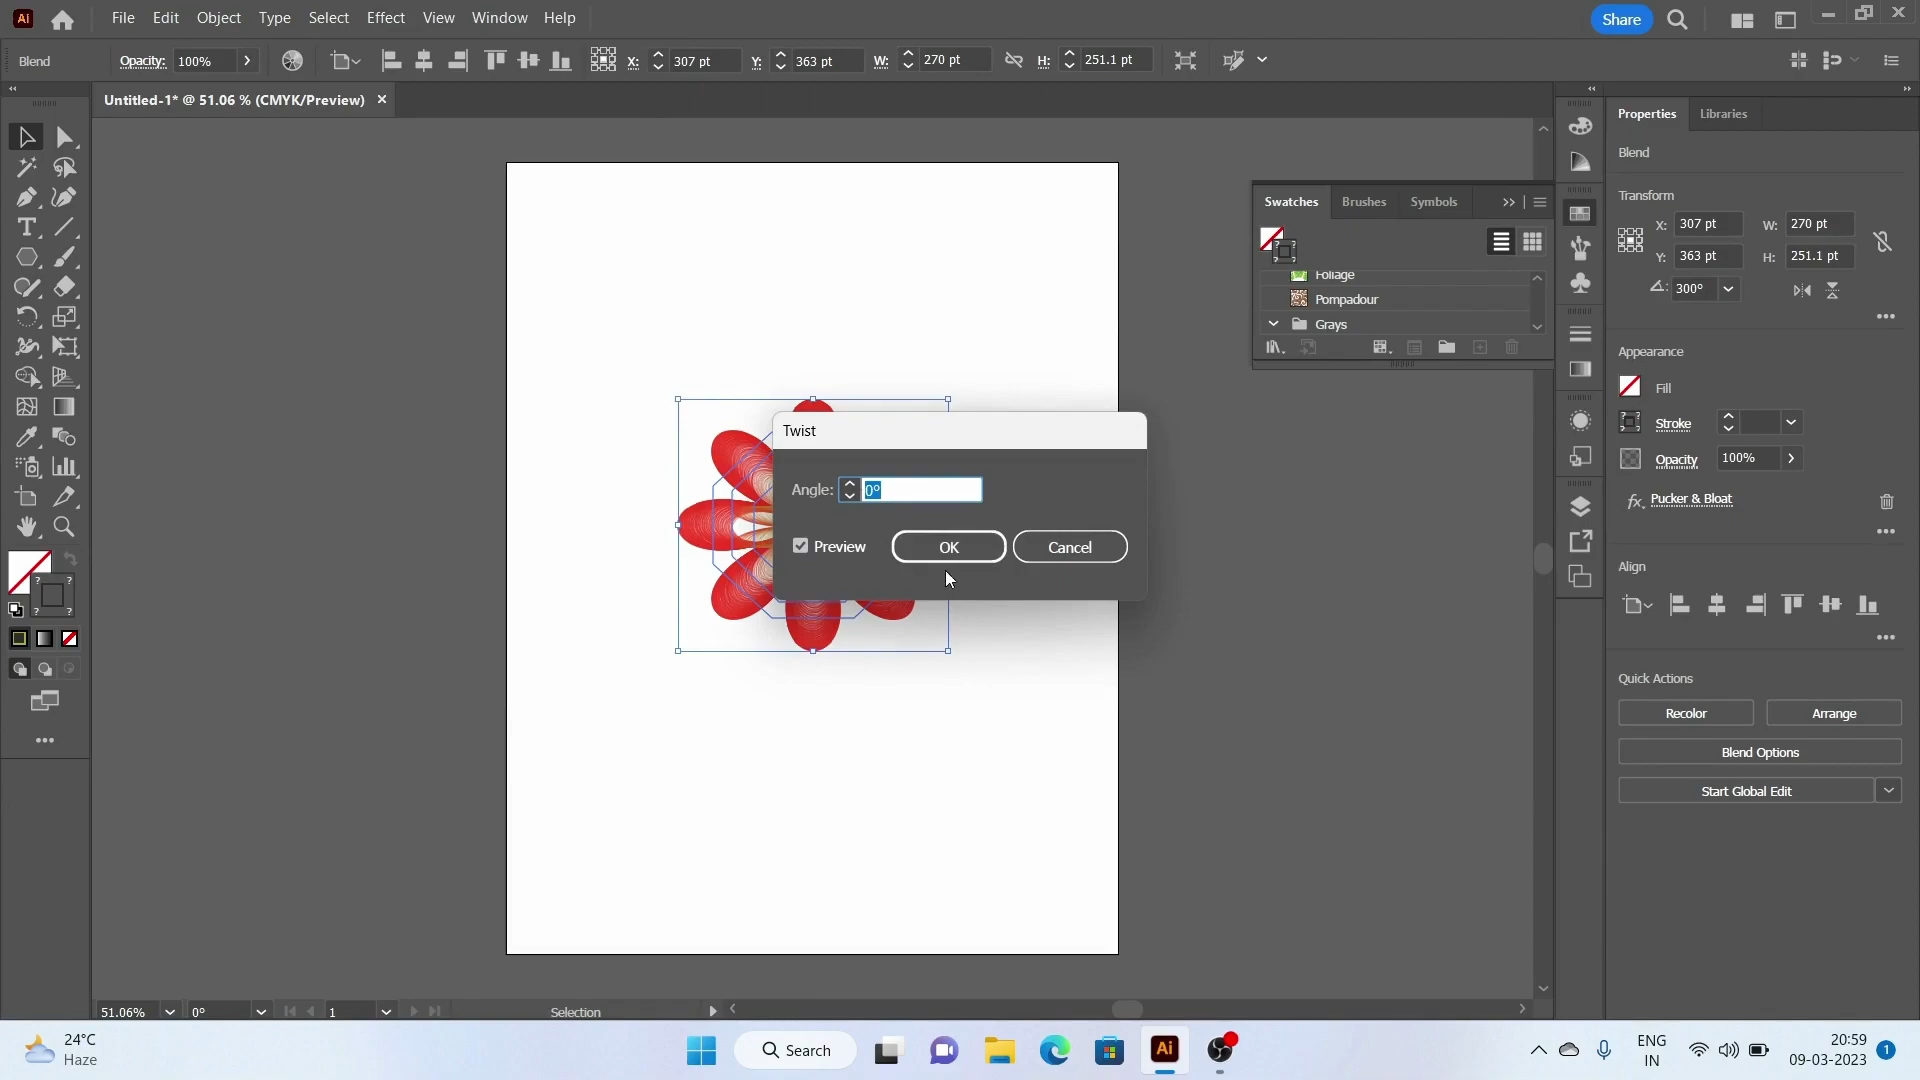 Ai File Edit Object Type Select Effect View Window Help Share
Blend Opacity: 100% X: 307 pt Y: 363 pt W: 270 pt H: 251.1 pt
Untitled-1* @ 51.06 % (CMYK/Preview)
Properties Libraries
Blend
Transform
X: 307 pt W: 270 pt
Y: 363 pt H: 251.1 pt
300°
Appearance
Fill
Stroke
Opacity 100%
fx Pucker & Bloat
Align
Quick Actions
Recolor Arrange
Blend Options
Start Global Edit
Swatches Brushes Symbols
Foliage
Pompadour
Grays
Twist
Angle: 0°
Preview OK Cancel
51.06% 0° 1 Selection
24°C
Haze
Search
Ai
ENG
IN
20:59
09-03-2023
1